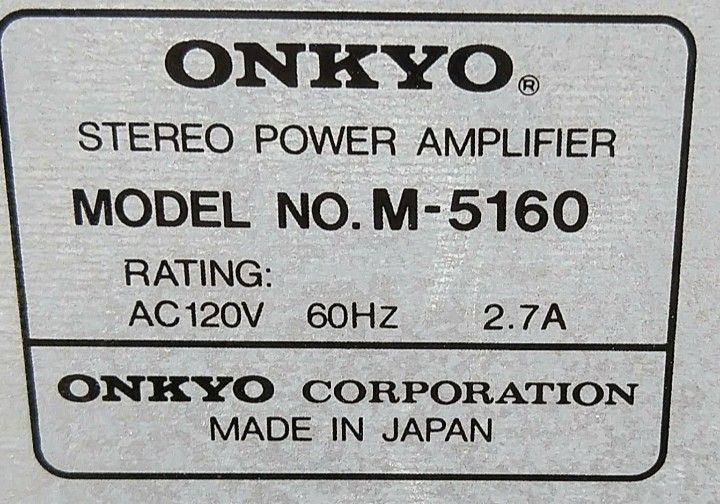 ONKYO®
STEREO POWER AMPLIFIER
MODEL NO. M-5160
RATING:
AC120V 60Hz 2.7A
ONKYO CORPORATION
MADE IN JAPAN